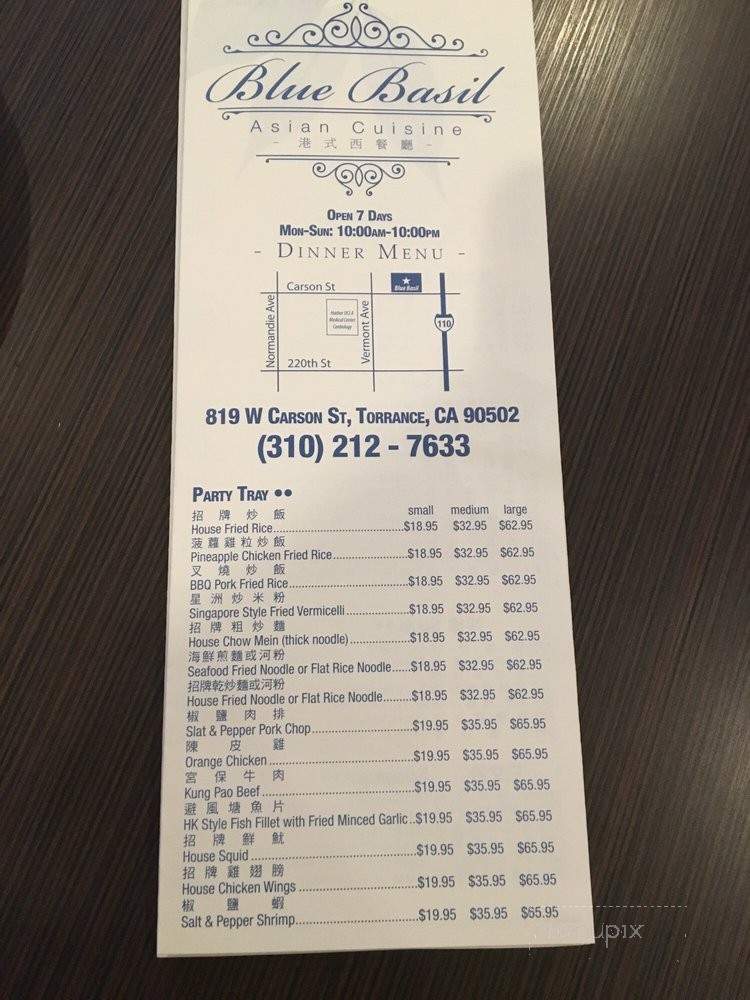 Blue Basil
Asian Cuisine
- 港式西餐廳 -
OPEN 7 DAYS
MON-SUN: 10:00AM-10:00PM
- DINNER MENU -
Carson St
Blue Basil
Normandie Ave
Harbor UCLA
Medical Center
Cardiology
Vermont Ave
110
220th St
819 W CARSON ST, TORRANCE, CA 90502
(310) 212 - 7633
PARTY TRAY ●●
small medium large
招牌炒飯
House Fried Rice..............................$18.95 $32.95 $62.95
菠蘿雞粒炒飯
Pineapple Chicken Fried Rice.................$18.95 $32.95 $62.95
叉燒炒飯
BBQ Pork Fried Rice...........................$18.95 $32.95 $62.95
星洲炒米粉
Singapore Style Fried Vermicelli...............$18.95 $32.95 $62.95
招牌粗炒麵
House Chow Mein (thick noodle)..............$18.95 $32.95 $62.95
海鮮煎麵或河粉
Seafood Fried Noodle or Flat Rice Noodle.....$18.95 $32.95 $62.95
招牌乾炒麵或河粉
House Fried Noodle or Flat Rice Noodle........$18.95 $32.95 $62.95
椒鹽肉排
Slat & Pepper Pork Chop.......................$19.95 $35.95 $65.95
陳皮雞
Orange Chicken................................$19.95 $35.95 $65.95
宮保牛肉
Kung Pao Beef.................................$19.95 $35.95 $65.95
避風塘魚片
HK Style Fish Fillet with Fried Minced Garlic..$19.95 $35.95 $65.95
招牌鮮魷
House Squid...................................$19.95 $35.95 $65.95
招牌雞翅膀
House Chicken Wings..........................$19.95 $35.95 $65.95
椒鹽蝦
Salt & Pepper Shrimp..........................$19.95 $35.95 $65.95